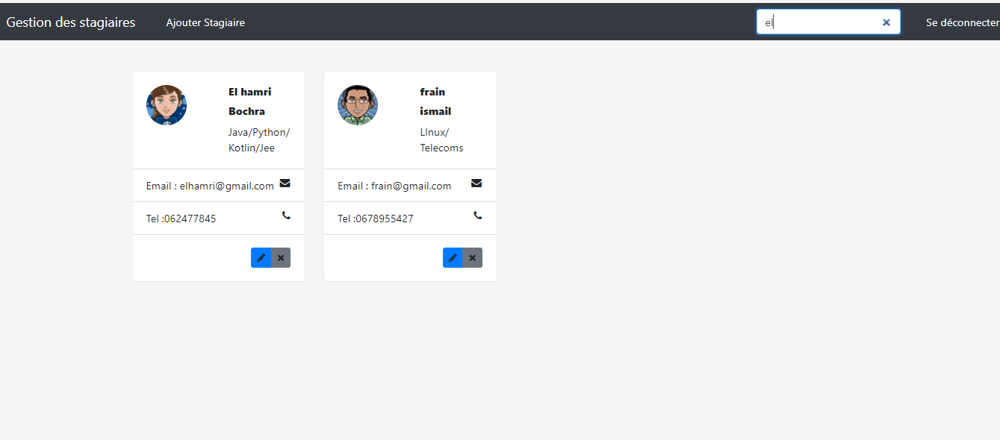 Gestion des stagiaires
Ajouter Stagiaire
el
Se déconnecter
El hamri
Bochra
Java/Python/
Kotlin/Jee
Email : elhamri@gmail.com
Tel :062477845
frain
ismail
LInux/
Telecoms
Email : frain@gmail.com
Tel :0678955427